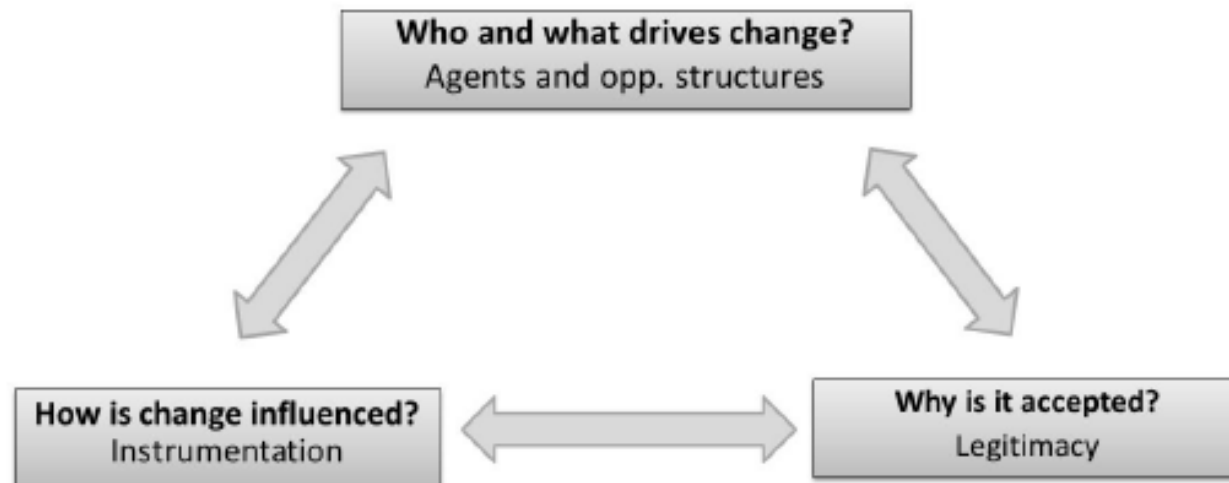 Who and what drives change?
Agents and opp. structures
How is change influenced?
Instrumentation
Why is it accepted?
Legitimacy